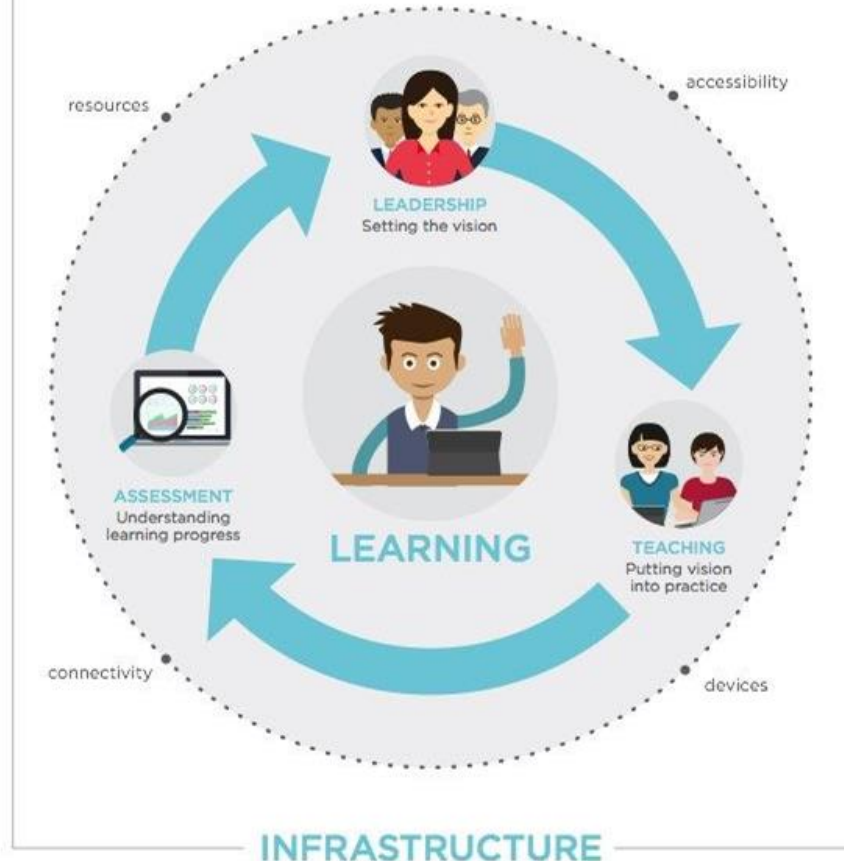 resources
accessibility
LEADERSHIP
Setting the vision
ASSESSMENT
Understanding
learning progress
LEARNING
TEACHING
Putting vision
into practice
connectivity
devices
INFRASTRUCTURE